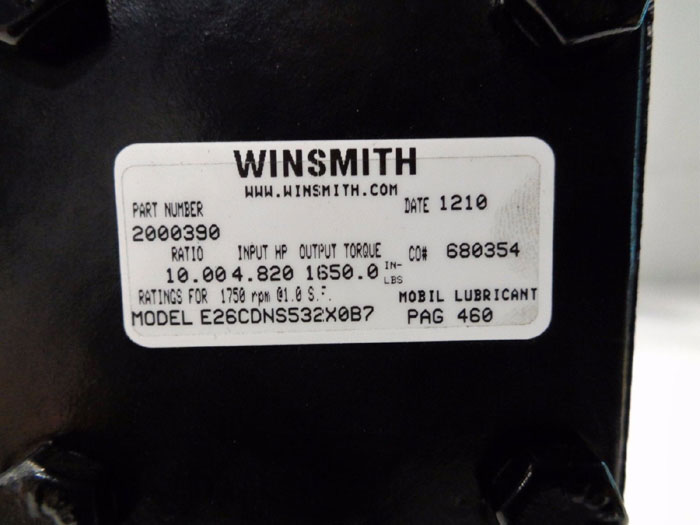 WINSMITH
WWW.WINSMITH.COM
PART NUMBER DATE 1210
2000390
RATIO INPUT HP OUTPUT TORQUE CO# 680354
10.00 4.820 1650.0 IN-LBS
RATINGS FOR 1750 rpm @1.0 S.F. MOBIL LUBRICANT
MODEL E26CDNS532X0B7 PAG 460